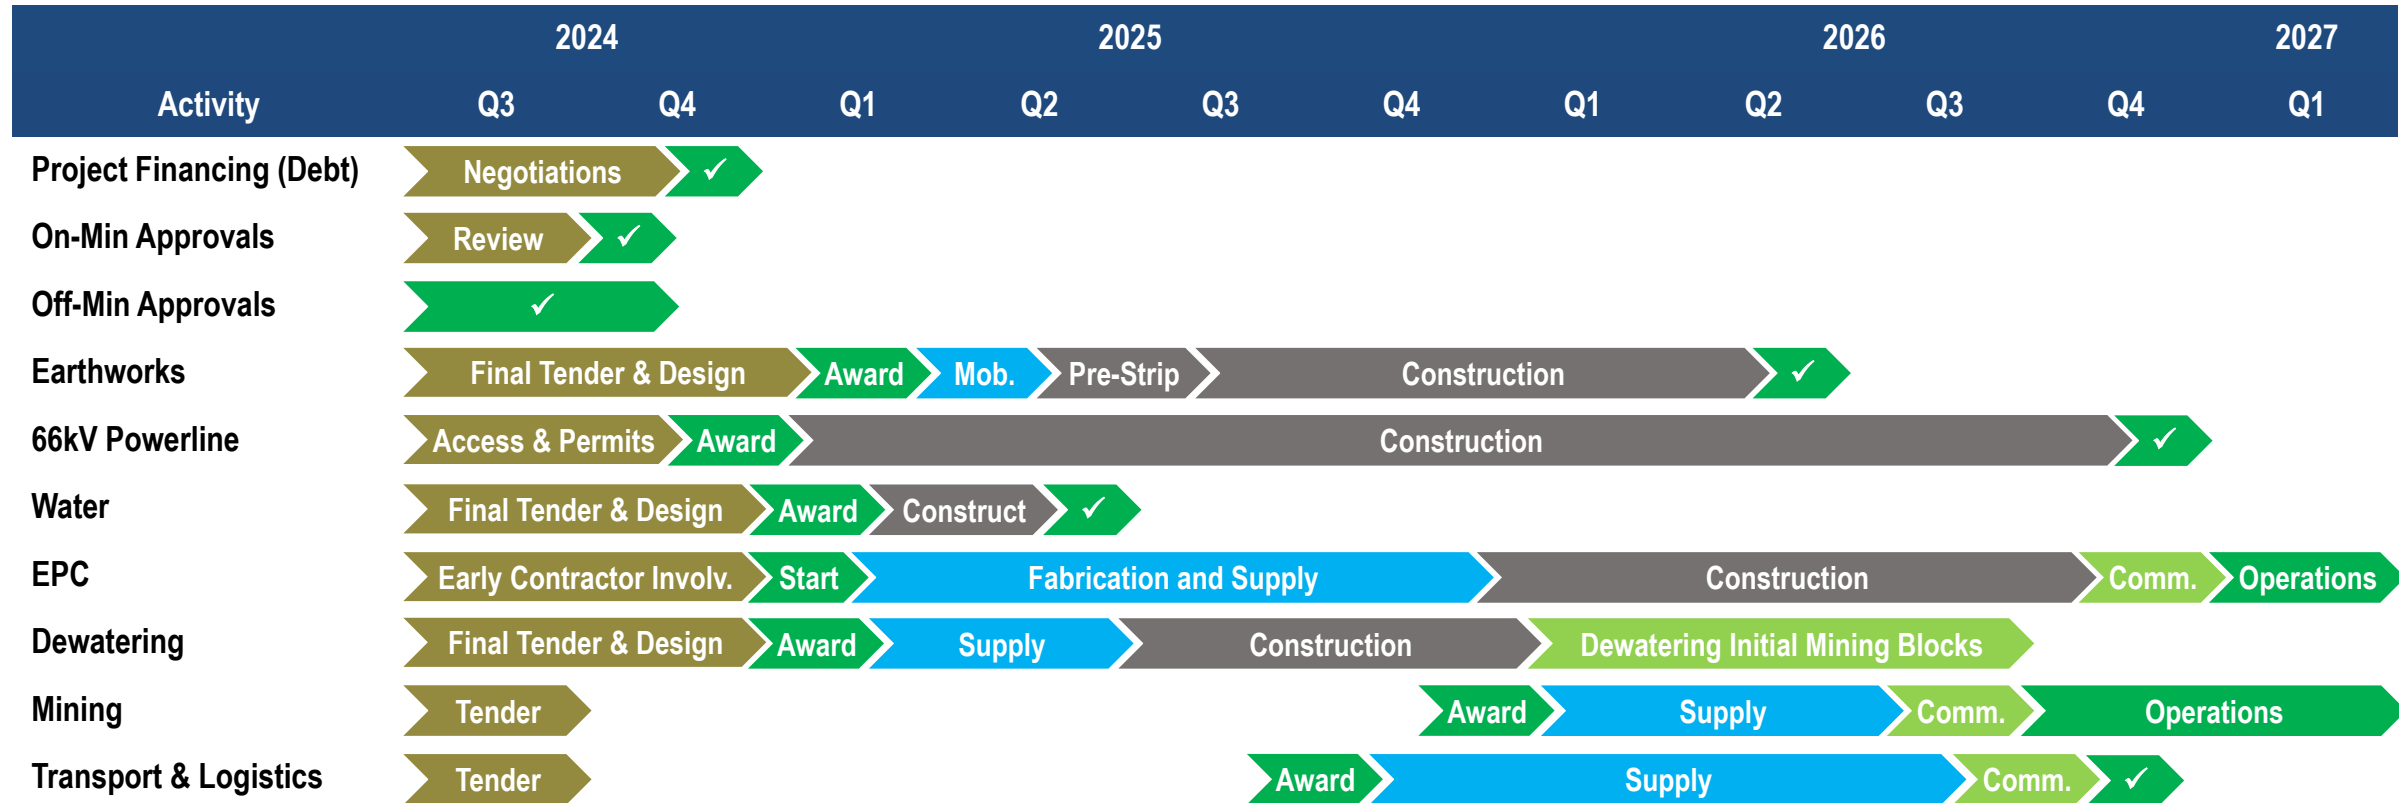 2024 2025 2026 2027
Activity Q3 Q4 Q1 Q2 Q3 Q4 Q1 Q2 Q3 Q4 Q1
Project Financing (Debt) Negotiations ✓
On-Min Approvals Review ✓
Off-Min Approvals ✓
Earthworks Final Tender & Design Award Mob. Pre-Strip Construction ✓
66kV Powerline Access & Permits Award Construction ✓
Water Final Tender & Design Award Construct ✓
EPC Early Contractor Involv. Start Fabrication and Supply Construction Comm. Operations
Dewatering Final Tender & Design Award Supply Construction Dewatering Initial Mining Blocks
Mining Tender Award Supply Comm. Operations
Transport & Logistics Tender Award Supply Comm. ✓